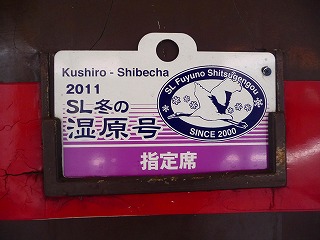 Kushiro - Shibecha
2011
SL冬の
湿原号
SL Fuyuno Shitsugengou
SINCE 2000
指定席